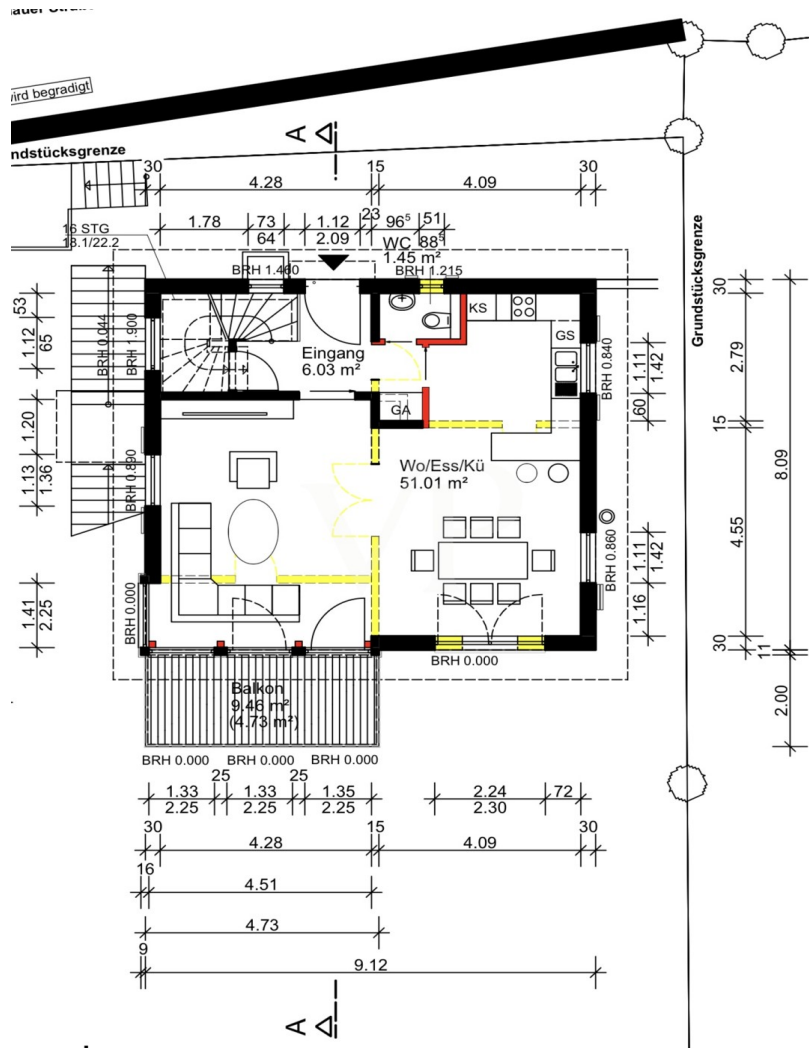 wird begradigt
Grundstücksgrenze
A
30
15
30
4.28
4.09
23
1.78
73
1.12
96⁵
51
64
2.09
88⁵
16 STG
18.1/22.2
WC
1.45 m²
BRH 1.460
BRH 1.215
Grundstücksgrenze
KS
GS
Eingang
6.03 m²
GA
Wo/Ess/Kü
51.01 m²
53
1.12
65
1.20
1.13
1.36
1.41
2.25
BRH 0.044
BRH 1.900
BRH 0.890
BRH 0.000
BRH 0.840
BRH 0.860
1.11
1.42
60
1.11
1.42
1.16
30
2.79
15
4.55
30
8.09
11
2.00
BRH 0.000
Balkon
9.46 m²
(4.73 m²)
BRH 0.000
BRH 0.000
BRH 0.000
25
25
1.33
1.33
1.35
2.24
72
2.25
2.25
2.25
2.30
30
15
30
4.28
4.09
16
4.51
4.73
9
9.12
A